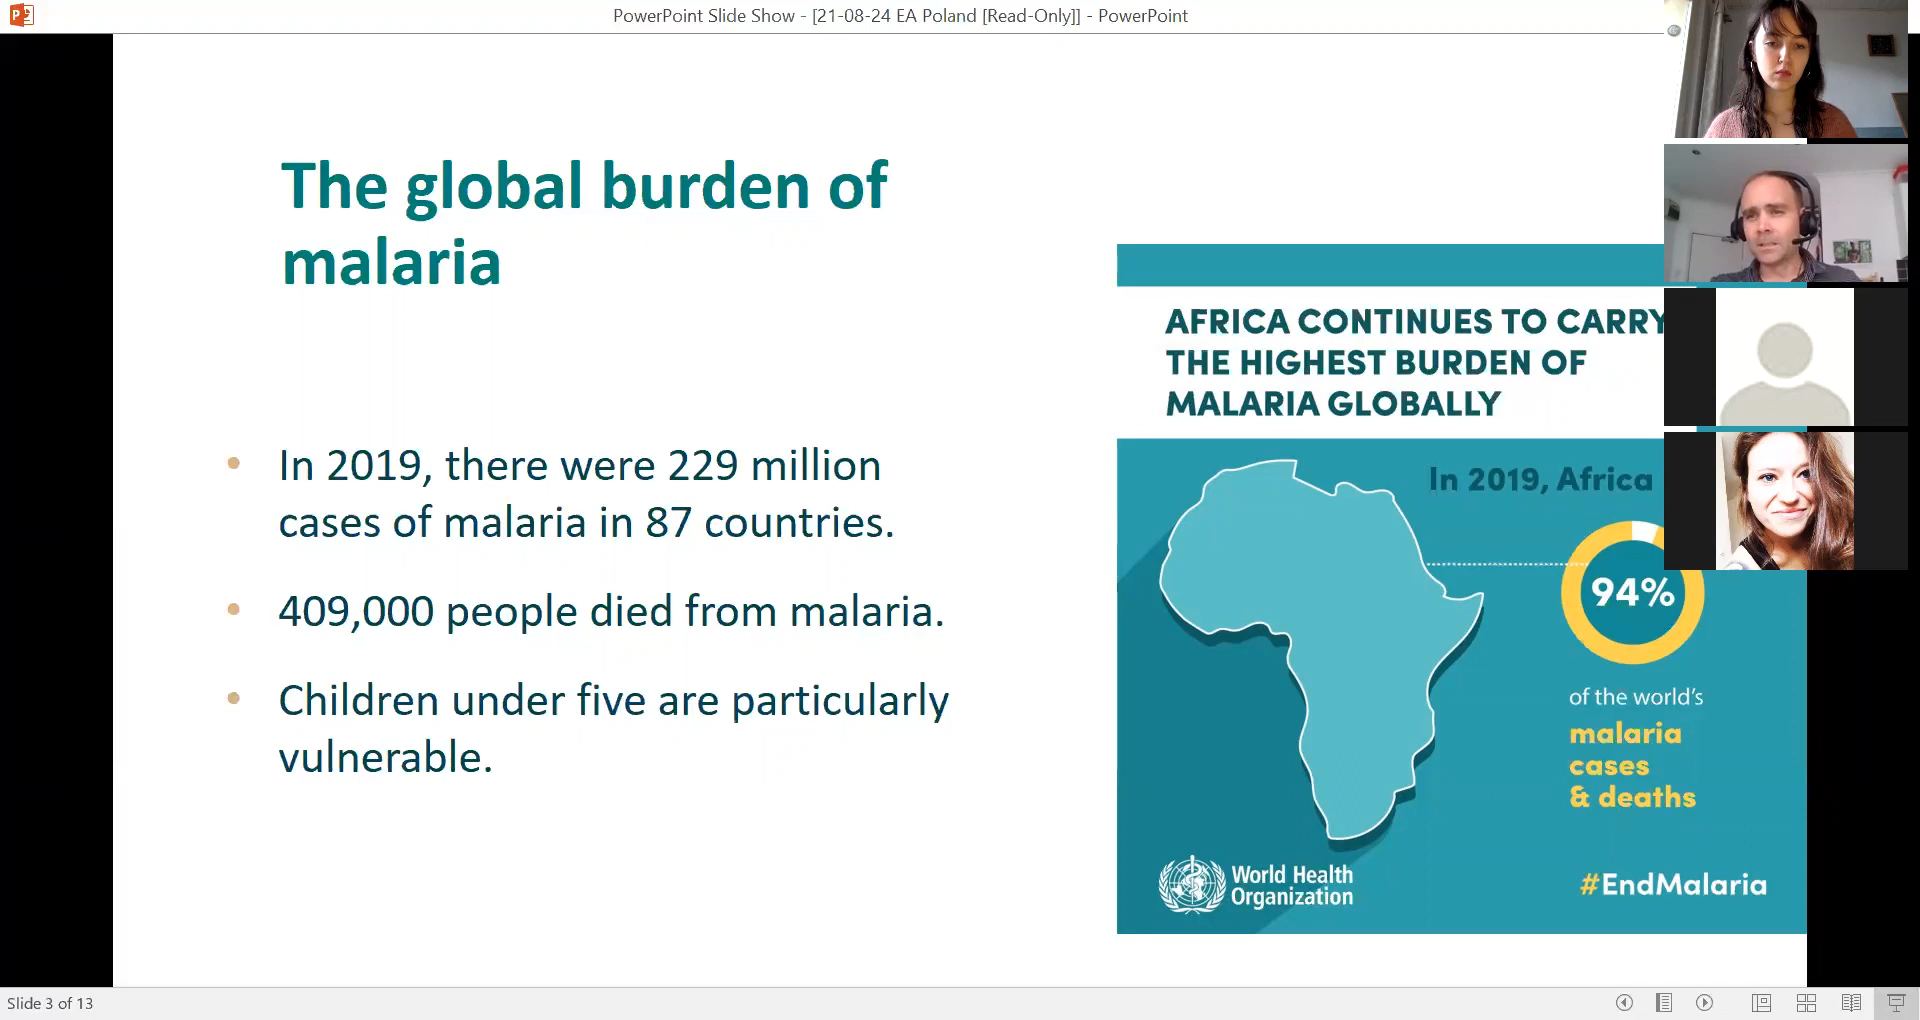 PowerPoint Slide Show - [21-08-24 EA Poland [Read-Only]] - PowerPoint
The global burden of
malaria
In 2019, there were 229 million
cases of malaria in 87 countries.
409,000 people died from malaria.
Children under five are particularly
vulnerable.
AFRICA CONTINUES TO CARRY
THE HIGHEST BURDEN OF
MALARIA GLOBALLY
In 2019, Africa
94%
of the world's
malaria
cases
& deaths
World Health
Organization
#EndMalaria
Slide 3 of 13